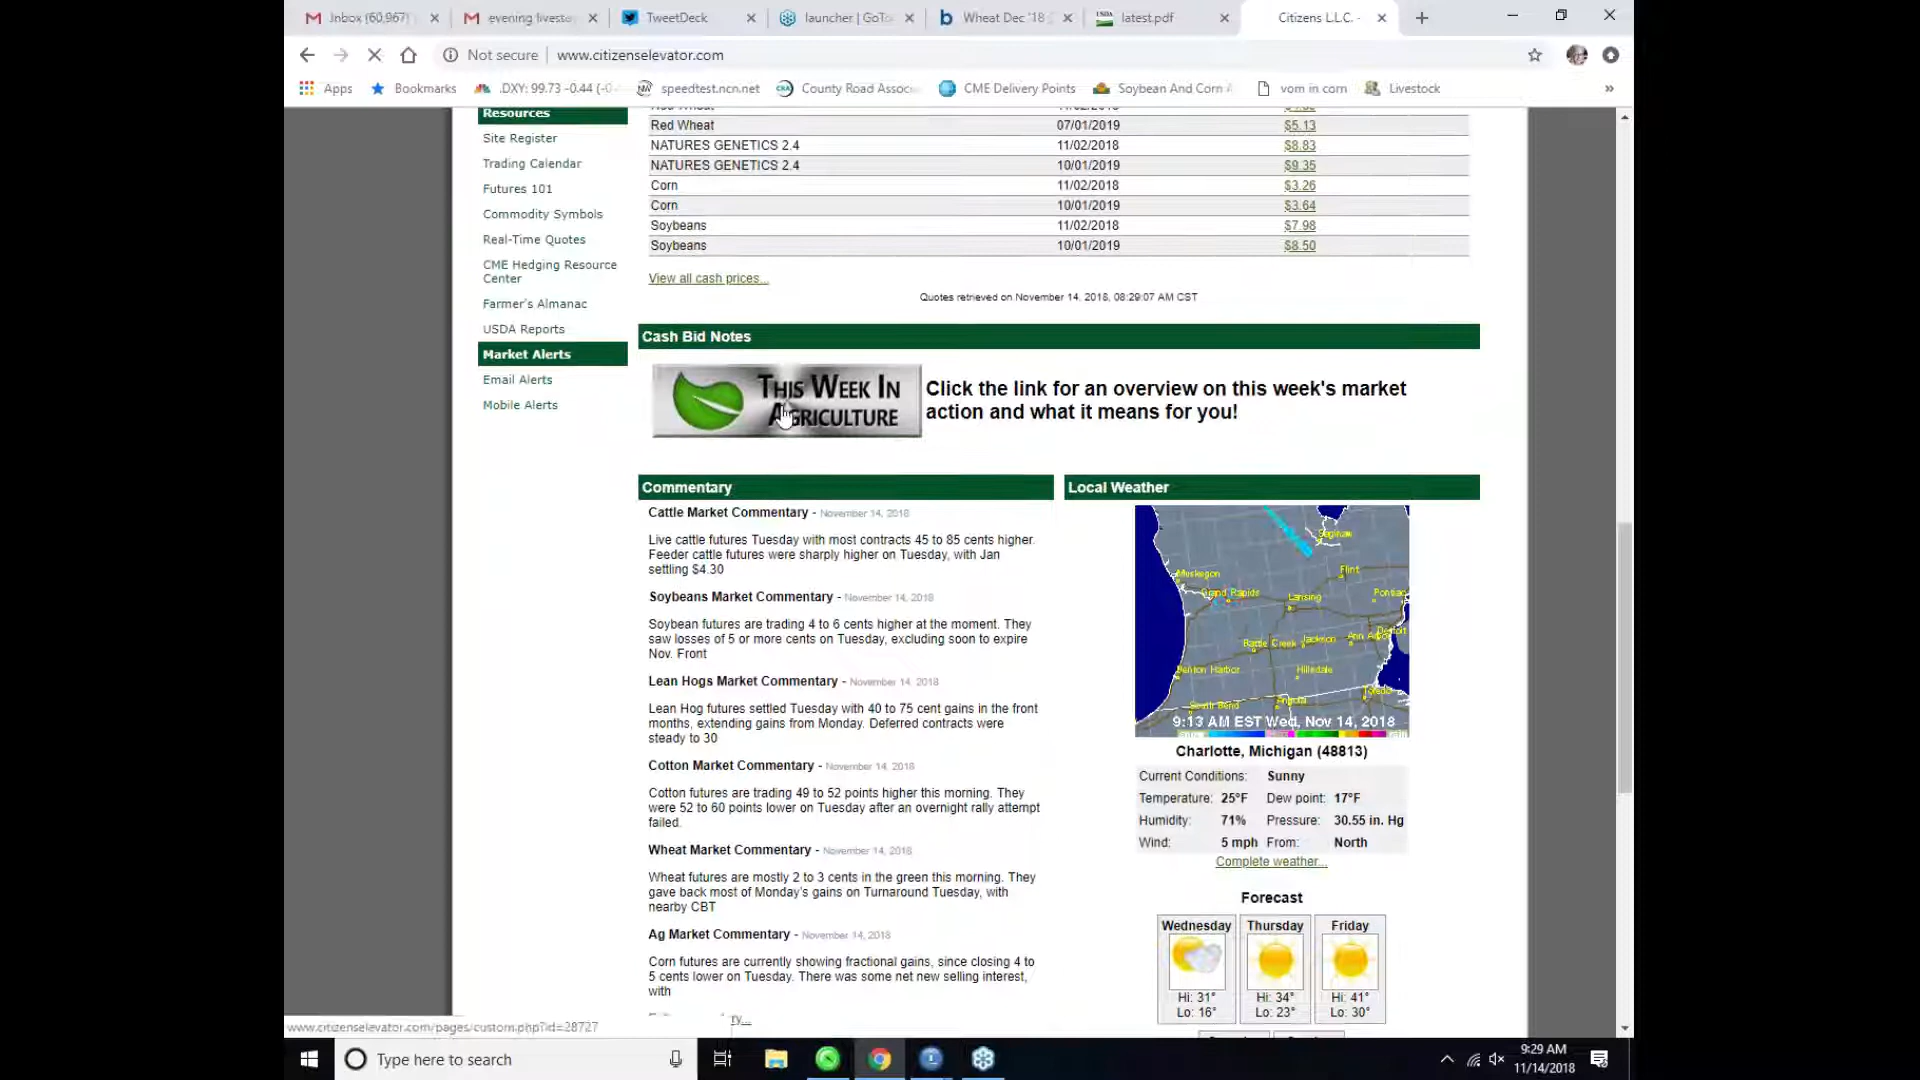 Inbox (60,967)
evening livesto
TweetDeck
launcher | GoTo
Wheat Dec '18
latest.pdf
Citizens L.L.C. -
Not secure
www.citizenselevator.com
Apps
Bookmarks
.DXY: 99.73 -0.44 (-0
speedtest.ncn.net
County Road Assoc
CME Delivery Points
Soybean And Corn A
vom in corn
Livestock
Resources
Site Register
Trading Calendar
Futures 101
Commodity Symbols
Real-Time Quotes
CME Hedging Resource
Center
Farmer's Almanac
USDA Reports
Market Alerts
Email Alerts
Mobile Alerts
Red Wheat 07/01/2019 $5.13
NATURES GENETICS 2.4 11/02/2018 $8.83
NATURES GENETICS 2.4 10/01/2019 $9.35
Corn 11/02/2018 $3.26
Corn 10/01/2019 $3.64
Soybeans 11/02/2018 $7.98
Soybeans 10/01/2019 $8.50
View all cash prices...
Quotes retrieved on November 14, 2018, 08:29:07 AM CST
Cash Bid Notes
THIS WEEK IN
AGRICULTURE
Click the link for an overview on this week's market
action and what it means for you!
Commentary
Cattle Market Commentary - November 14, 2018
Live cattle futures Tuesday with most contracts 45 to 85 cents higher.
Feeder cattle futures were sharply higher on Tuesday, with Jan
settling $4.30
Soybeans Market Commentary - November 14, 2018
Soybean futures are trading 4 to 6 cents higher at the moment. They
saw losses of 5 or more cents on Tuesday, excluding soon to expire
Nov. Front
Lean Hogs Market Commentary - November 14, 2018
Lean Hog futures settled Tuesday with 40 to 75 cent gains in the front
months, extending gains from Monday. Deferred contracts were
steady to 30
Cotton Market Commentary - November 14, 2018
Cotton futures are trading 49 to 52 points higher this morning. They
were 52 to 60 points lower on Tuesday after an overnight rally attempt
failed.
Wheat Market Commentary - November 14, 2018
Wheat futures are mostly 2 to 3 cents in the green this morning. They
gave back most of Monday's gains on Turnaround Tuesday, with
nearby CBT
Ag Market Commentary - November 14, 2018
Corn futures are currently showing fractional gains, since closing 4 to
5 cents lower on Tuesday. There was some net new selling interest,
with
Local Weather
Saginaw
Muskegon
Flint
Grand Rapids
Lansing
Pontiac
Detroit
Battle Creek
Jackson
Ann Arbor
Benton Harbor
Hillsdale
South Bend
Angola
Toledo
9:13 AM EST Wed, Nov 14, 2018
Charlotte, Michigan (48813)
Current Conditions: Sunny
Temperature: 25°F Dew point: 17°F
Humidity: 71% Pressure: 30.55 in. Hg
Wind: 5 mph From: North
Complete weather...
Forecast
Wednesday Thursday Friday
Hi: 31° Hi: 34° Hi: 41°
Lo: 16° Lo: 23° Lo: 30°
www.citizenselevator.com/pages/custom.php?id=28727
Type here to search
9:29 AM
11/14/2018